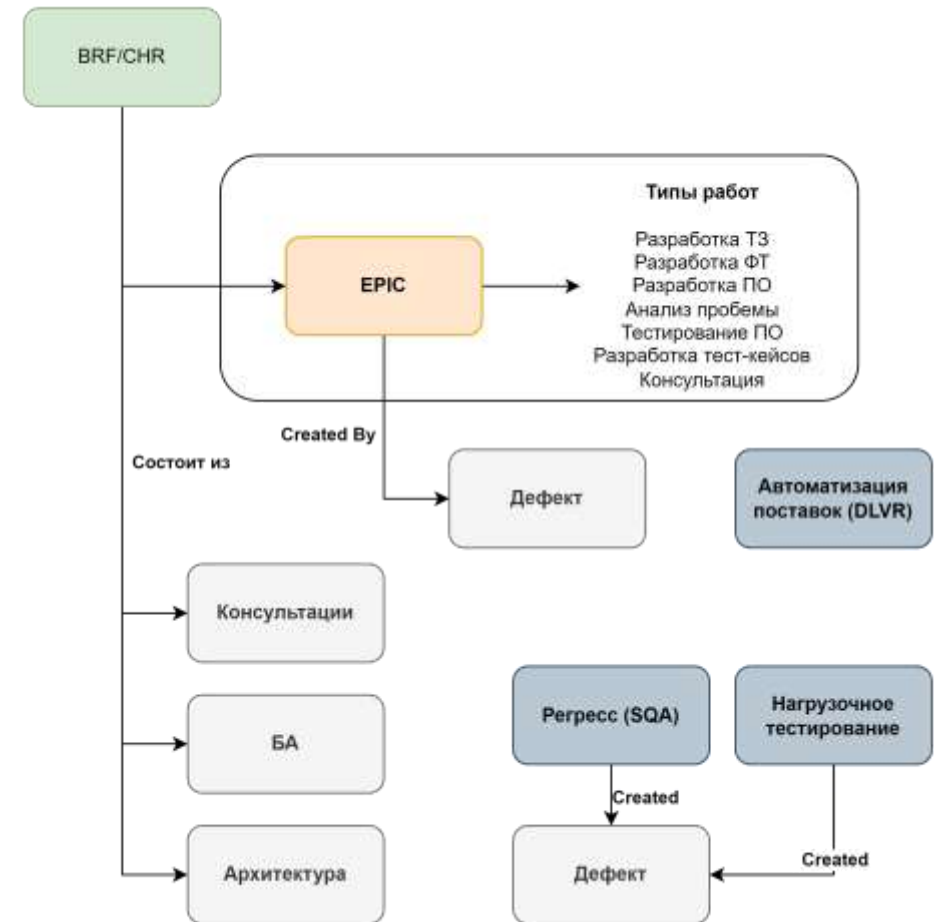 BRF/CHR
Типы работ
Разработка ТЗ
Разработка ФТ
Разработка ПО
Анализ пробемы
Тестирование ПО
Разработка тест-кейсов
Консультация
EPIC
Created By
Состоит из
Дефект
Автоматизация
поставок (DLVR)
Консультации
БА
Регресс (SQA)
Нагрузочное
тестирование
Created
Архитектура
Дефект
Created